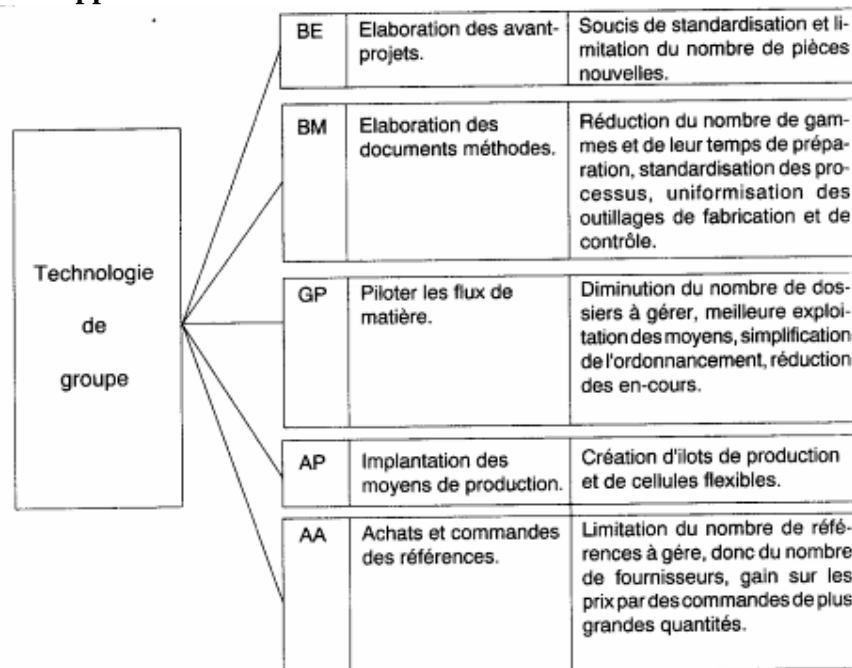 BE
Elaboration des avant-
projets.
Soucis de standardisation et li-
mitation du nombre de pièces
nouvelles.
BM
Elaboration des
documents méthodes.
Réduction du nombre de gam-
mes et de leur temps de prépa-
ration, standardisation des pro-
cessus, uniformisation des
outillages de fabrication et de
contrôle.
Technologie
de
groupe
GP
Piloter les flux de
matière.
Diminution du nombre de dos-
siers à gérer, meilleure exploi-
tation des moyens, simplification
de l'ordonnancement, réduction
des en-cours.
AP
Implantation des
moyens de production.
Création d'ilots de production
et de cellules flexibles.
AA
Achats et commandes
des références.
Limitation du nombre de réfé-
rences à gére, donc du nombre
de fournisseurs, gain sur les
prix par des commandes de plus
grandes quantités.